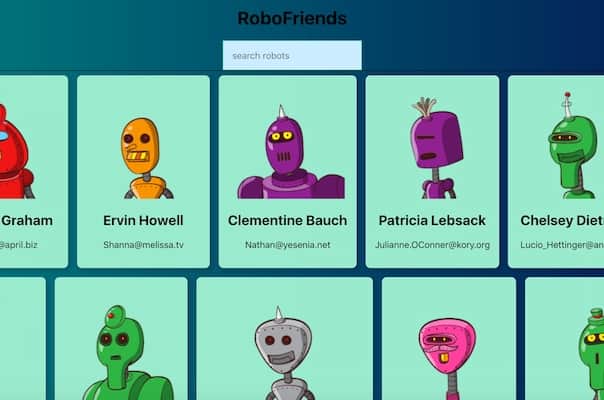 RoboFriends
search robots
Graham
Ervin Howell
Clementine Bauch
Patricia Lebsack
Chelsey Diet
@april.biz
Shanna@melissa.tv
Nathan@yesenia.net
Julianne.OConner@kory.org
Lucio_Hettinger@an